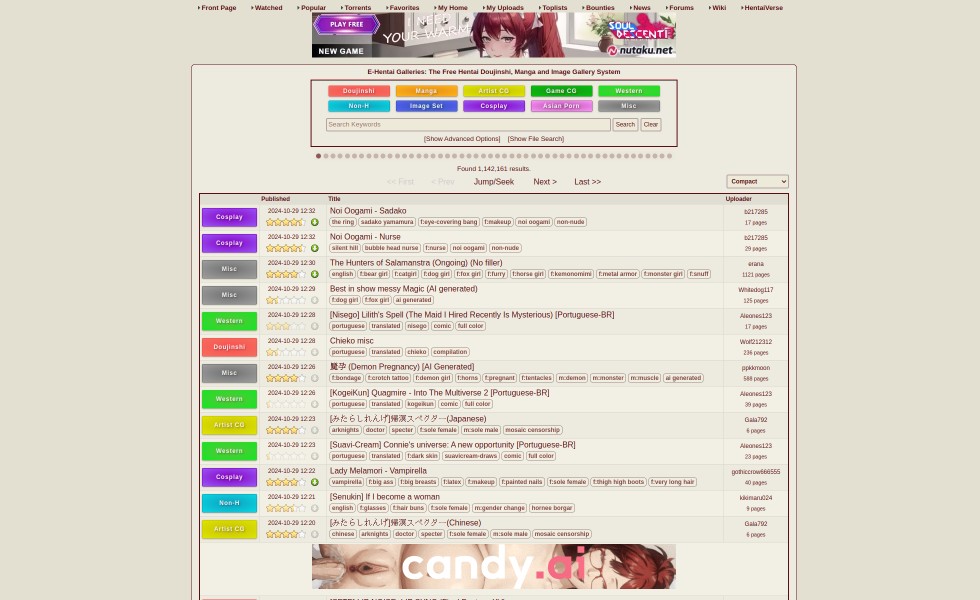 Front Page Watched Popular Torrents Favorites My Home My Uploads Toplists Bounties News Forums Wiki HentaiVerse
PLAY FREE
I NEED
YOUR WARM
NEW GAME
nutaku.net
E-Hentai Galleries: The Free Hentai Doujinshi, Manga and Image Gallery System
Doujinshi Manga Artist CG Game CG Western
Non-H Image Set Cosplay Asian Porn Misc
Search Keywords Search Clear
[Show Advanced Options] [Show File Search]
Found 1,142,161 results.
<< First < Prev Jump/Seek Next > Last >> Compact
Published Title Uploader
Cosplay 2024-10-29 12:32 Noi Oogami - Sadako b217285
the ring sadako yamamura f:eye-covering bang f:makeup noi oogami non-nude 17 pages
Cosplay 2024-10-29 12:32 Noi Oogami - Nurse b217285
silent hill bubble head nurse f:nurse noi oogami non-nude 29 pages
Misc 2024-10-29 12:30 The Hunters of Salamanstra (Ongoing) (No filler) erana
english f:bear girl f:catgirl f:dog girl f:fox girl f:furry f:horse girl f:kemonomimi f:metal armor f:monster girl f:snuff 1121 pages
Misc 2024-10-29 12:29 Best in show messy Magic (AI generated) Whitedog117
f:dog girl f:fox girl ai generated 125 pages
Western 2024-10-29 12:28 [Nisego] Lilith's Spell (The Maid I Hired Recently Is Mysterious) [Portuguese-BR] Aleones123
portuguese translated nisego comic full color 17 pages
Doujinshi 2024-10-29 12:28 Chieko misc Wolf212312
portuguese translated chieko compilation 236 pages
Misc 2024-10-29 12:26 魔孕 (Demon Pregnancy) [AI Generated] ppkkmoon
f:bondage f:crotch tattoo f:demon girl f:horns f:pregnant f:tentacles m:demon m:monster m:muscle ai generated 588 pages
Western 2024-10-29 12:26 [KogeiKun] Quagmire - Into The Multiverse 2 [Portuguese-BR] Aleones123
portuguese translated kogeikun comic full color 39 pages
Artist CG 2024-10-29 12:23 [みたらしれんげ]帰溟スペクター(Japanese) Gala792
arknights doctor specter f:sole female m:sole male mosaic censorship 6 pages
Western 2024-10-29 12:23 [Suavi-Cream] Connie's universe: A new opportunity [Portuguese-BR] Aleones123
portuguese translated f:dark skin suavicream-draws comic full color 23 pages
Cosplay 2024-10-29 12:22 Lady Melamori - Vampirella gothiccrow666555
vampirella f:big ass f:big breasts f:latex f:makeup f:painted nails f:sole female f:thigh high boots f:very long hair 40 pages
Non-H 2024-10-29 12:21 [Senukin] If I become a woman kikimaru024
english f:glasses f:hair buns f:sole female m:gender change hornee borgar 9 pages
Artist CG 2024-10-29 12:20 [みたらしれんげ]帰溟スペクター(Chinese) Gala792
chinese arknights doctor specter f:sole female m:sole male mosaic censorship 6 pages
candy.ai